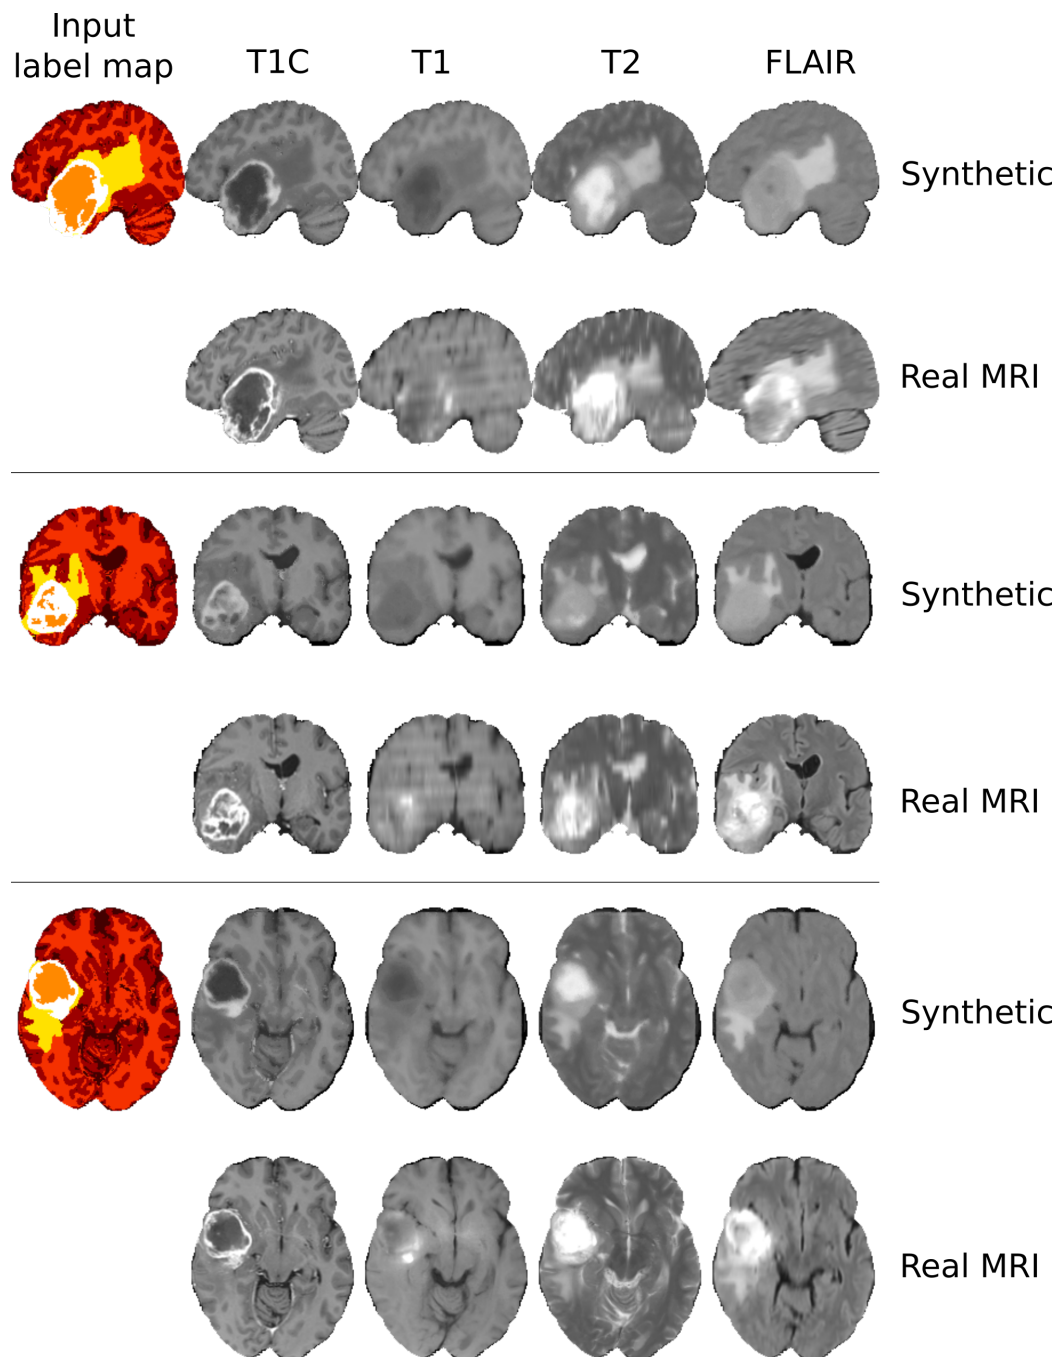 Input
label map
T1C
T1
T2
FLAIR
Synthetic
Real MRI
Synthetic
Real MRI
Synthetic
Real MRI